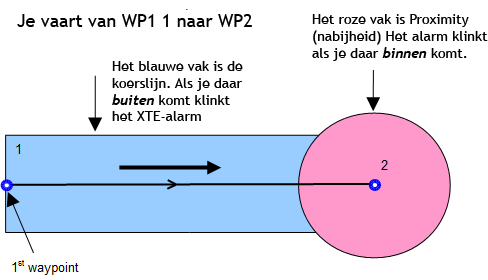 Je vaart van WP1 1 naar WP2
Het blauwe vak is de
koerslijn. Als je daar
buiten komt klinkt
het XTE-alarm
Het roze vak is Proximity
(nabijheid) Het alarm klinkt
als je daar binnen komt.
1
2
1st waypoint